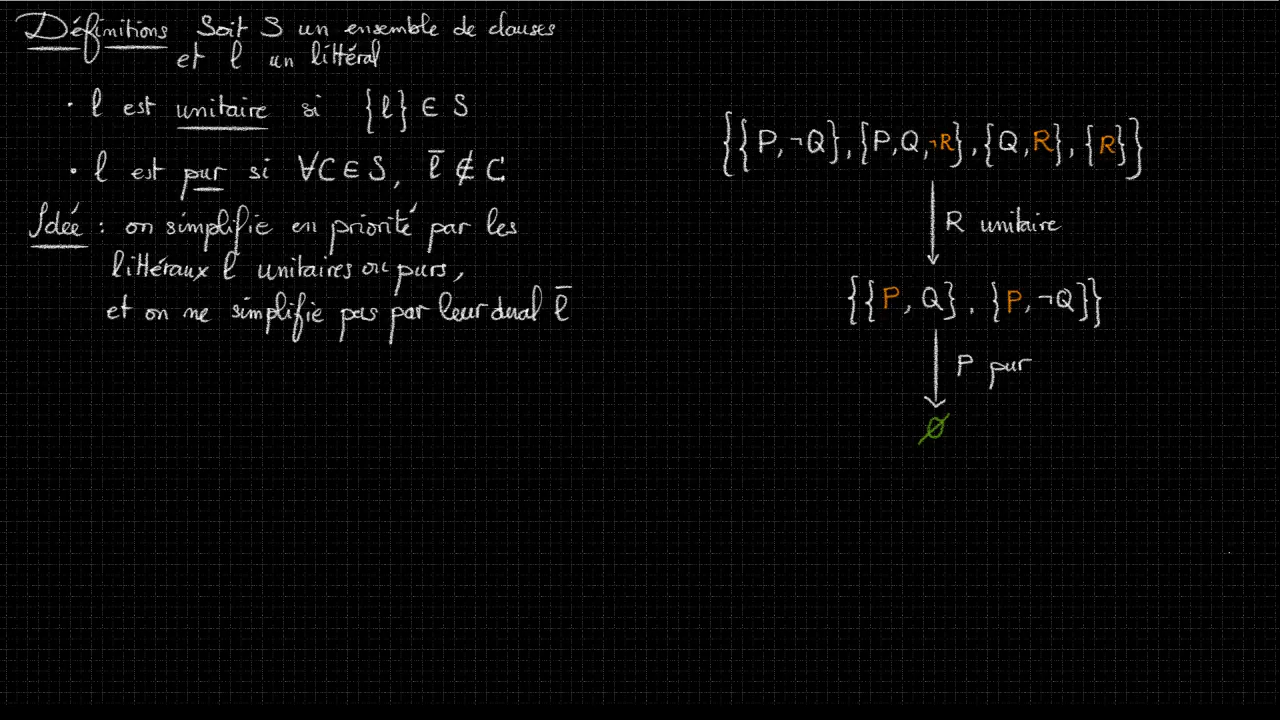 Définitions Soit S un ensemble de clauses
et l un littéral
• l est unitaire si {l} ∈ S
• l est pur si ∀C ∈ S, l̅ ∉ C
Idée : on simplifie en priorité par les
littéraux l unitaires ou purs,
et on ne simplifie pas par leur dual l̅
{{P,¬Q},{P,Q,¬R},{Q,R},{R}}
R unitaire
{{P,Q},{P,¬Q}}
P pur
∅